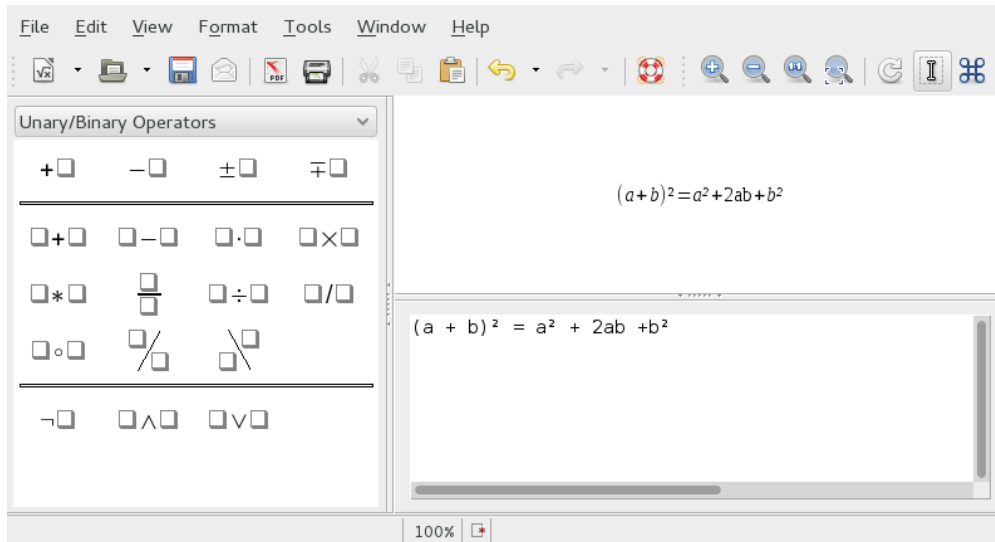 File Edit View Format Tools Window Help
Unary/Binary Operators
+□ −□ ±□ ∓□
□+□ □−□ □·□ □×□
□∗□ □/□ □÷□ □/□
□∘□ □/□ □\□
¬□ □∧□ □∨□
(a+b)²=a²+2ab+b²
(a + b)² = a² + 2ab +b²
100%